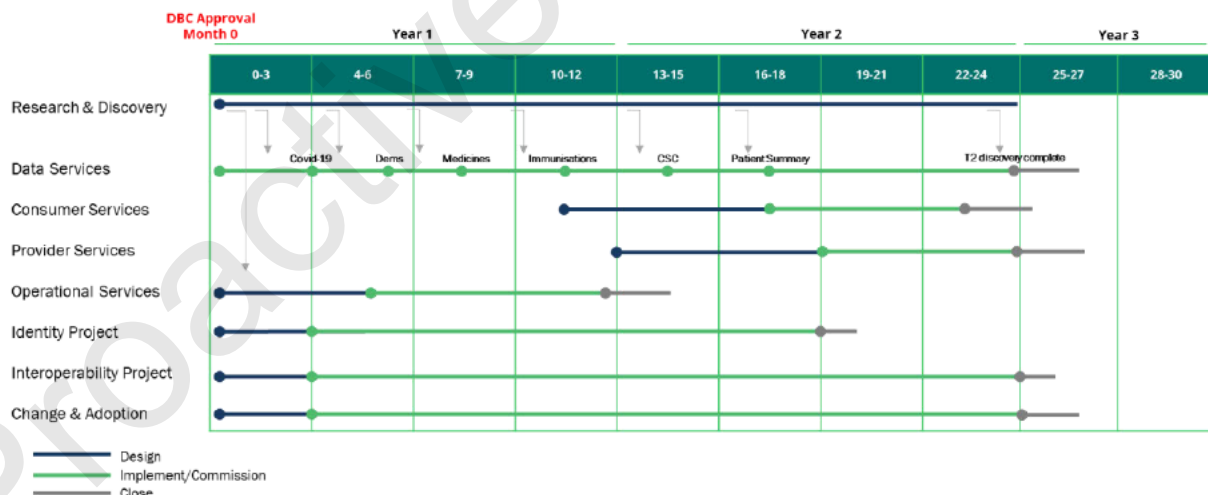 DBC Approval
Month 0
Year 1
Year 2
Year 3
0-3
4-6
7-9
10-12
13-15
16-18
19-21
22-24
25-27
28-30
Research & Discovery
Covid-19
Dems
Medicines
Immunisations
CSC
Patient Summary
T2 discovery complete
Data Services
Consumer Services
Provider Services
Operational Services
Identity Project
Interoperability Project
Change & Adoption
Design
Implement/Commission
Close
Proactive